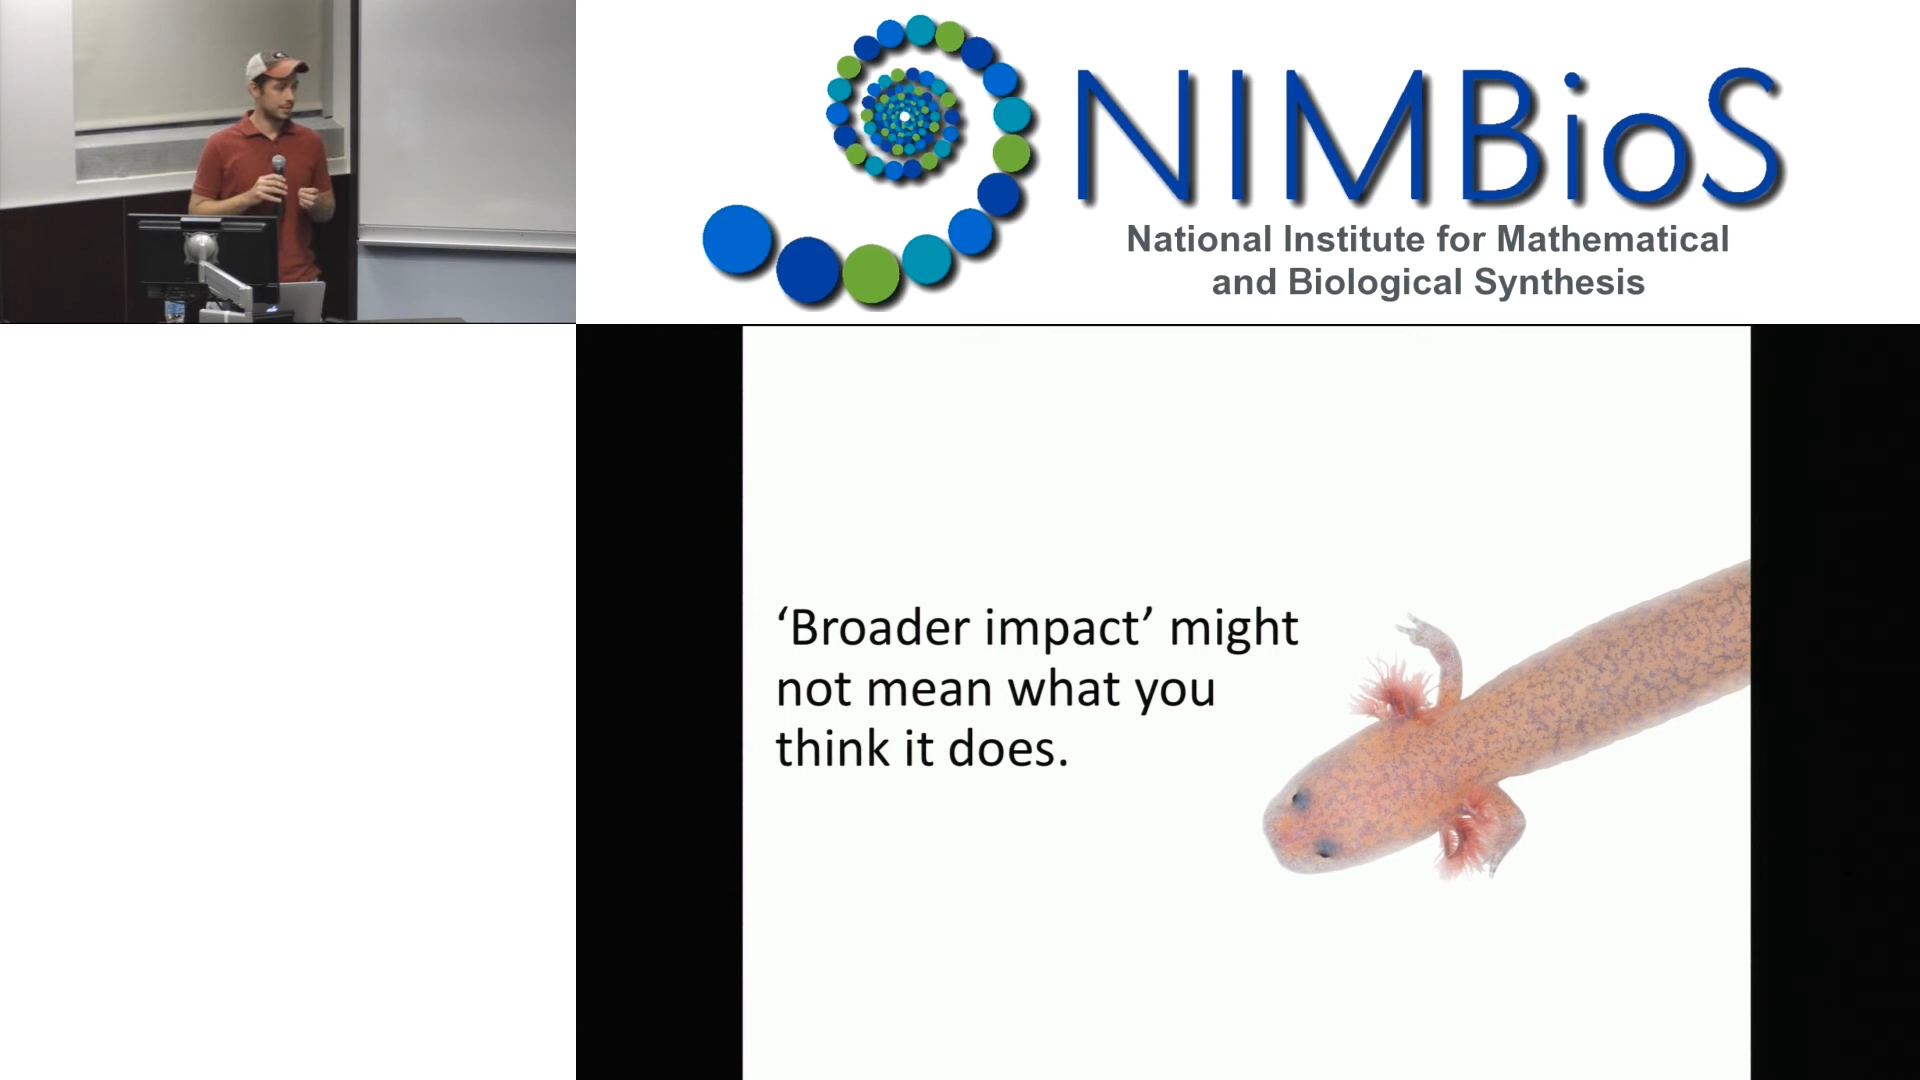 NIMBioS
National Institute for Mathematical
and Biological Synthesis
‘Broader impact’ might
not mean what you
think it does.